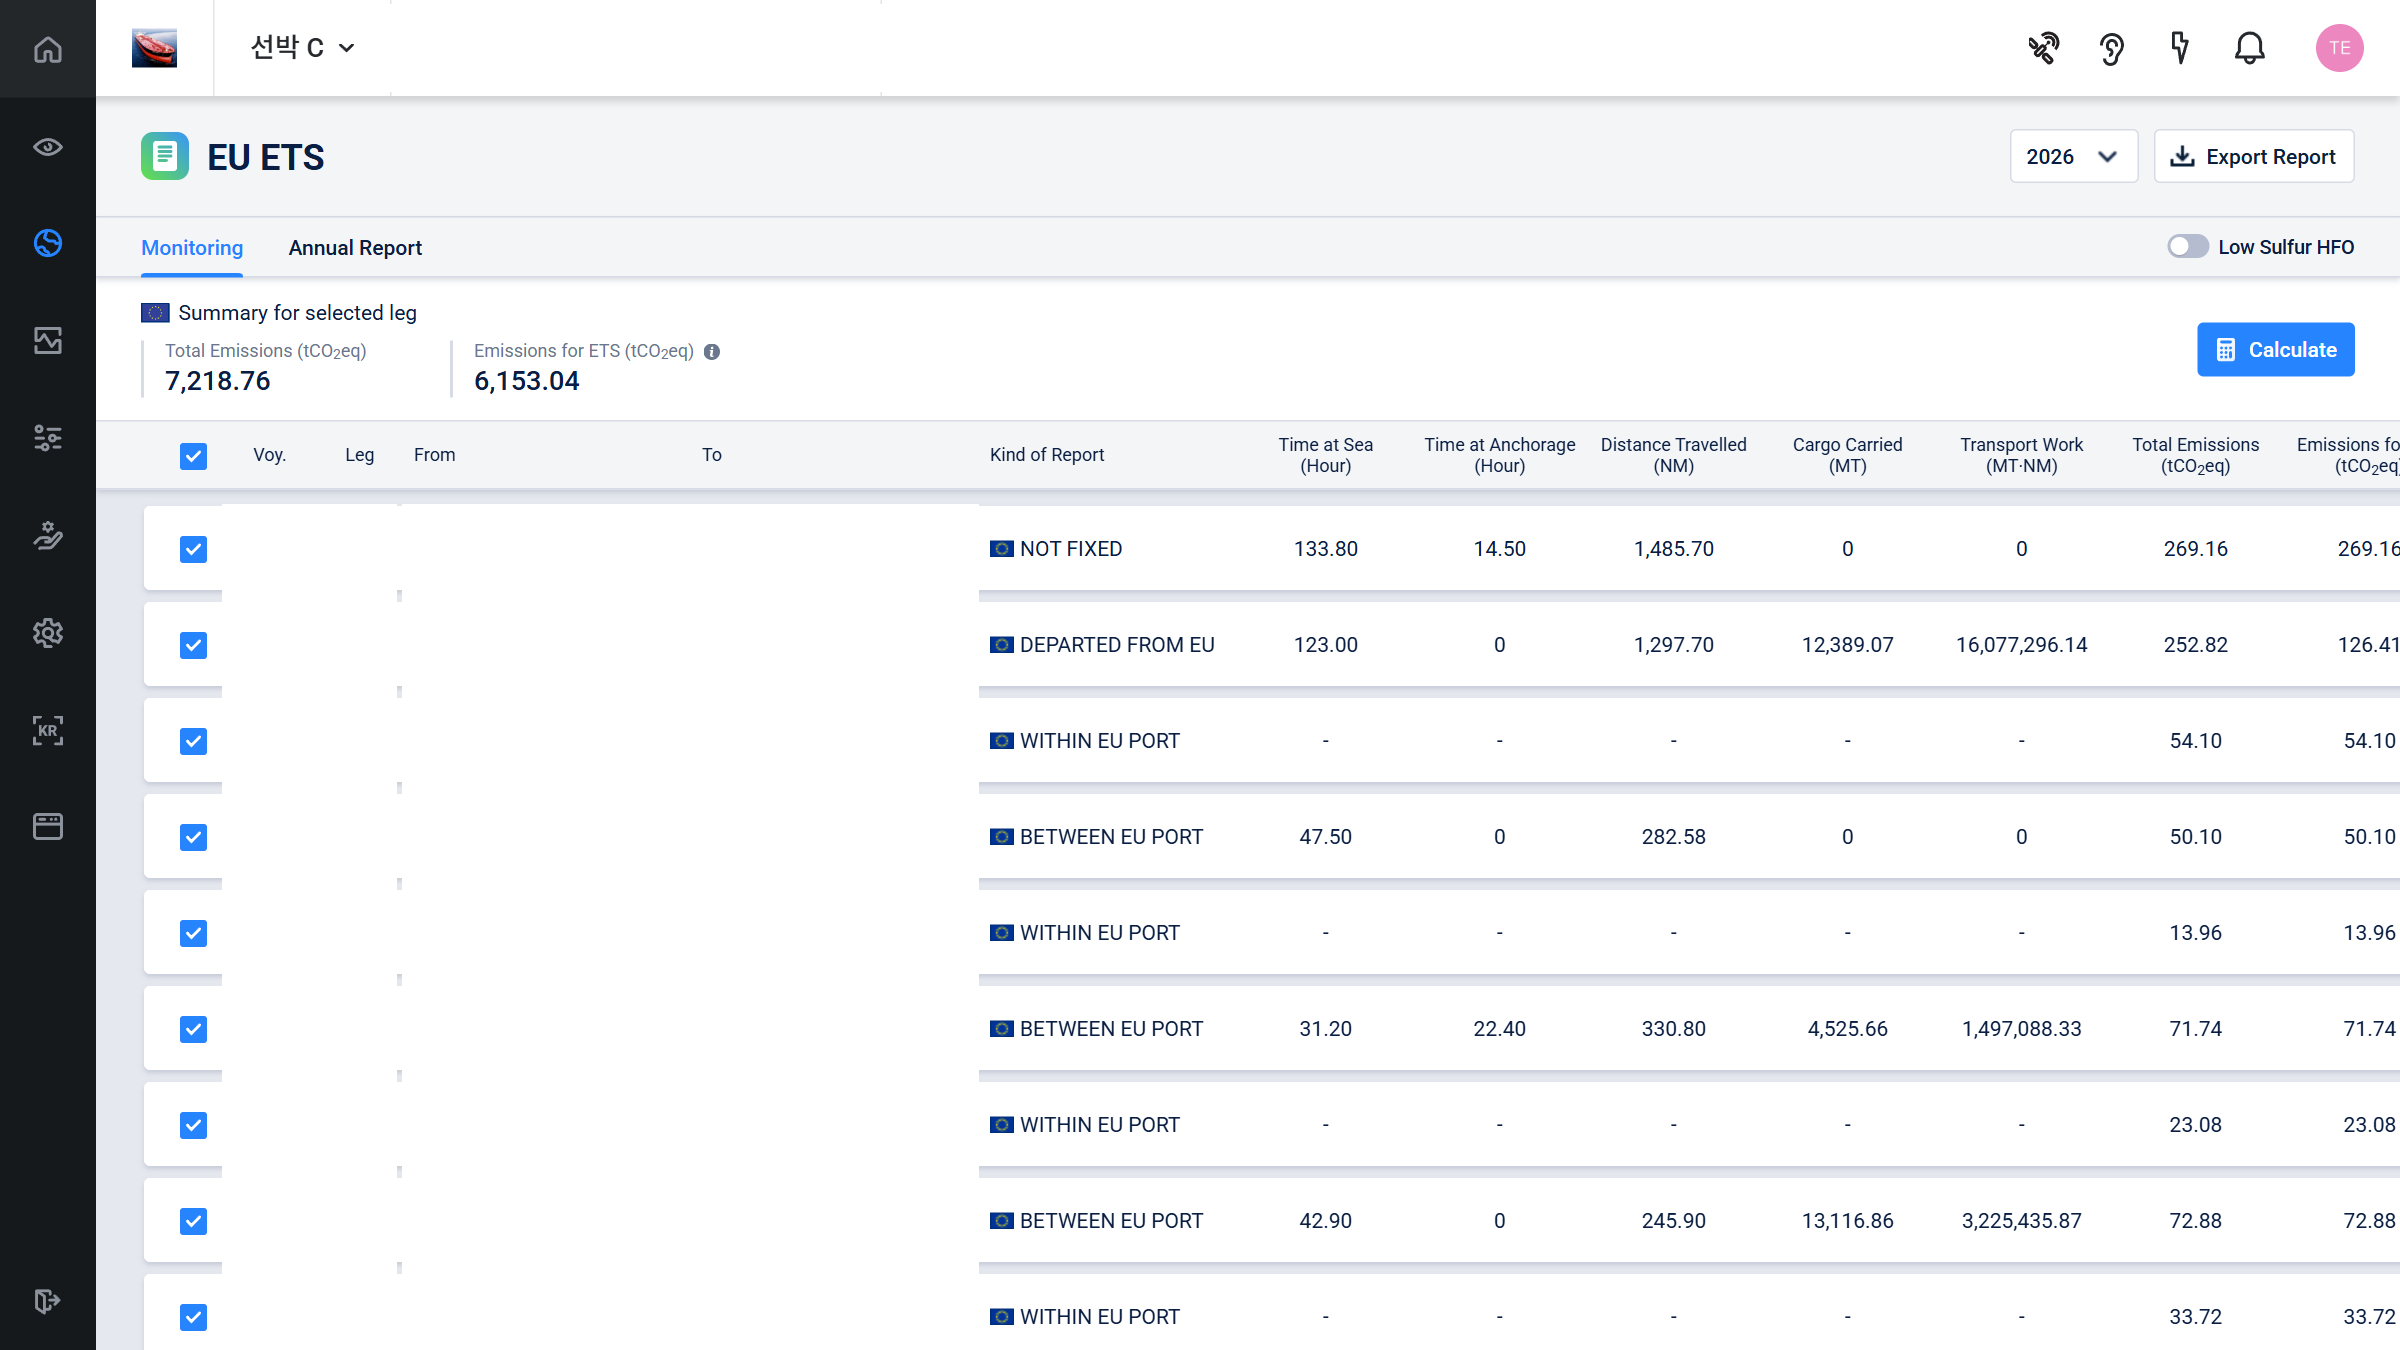 선박 C
TE
EU ETS
2026
Export Report
Monitoring
Annual Report
Low Sulfur HFO
Summary for selected leg
Total Emissions (tCO₂eq)
Emissions for ETS (tCO₂eq)
7,218.76
6,153.04
Calculate
Voy. Leg From To Kind of Report Time at Sea (Hour) Time at Anchorage (Hour) Distance Travelled (NM) Cargo Carried (MT) Transport Work (MT·NM) Total Emissions (tCO₂eq) Emissions fo (tCO₂eq
NOT FIXED 133.80 14.50 1,485.70 0 0 269.16 269.16
DEPARTED FROM EU 123.00 0 1,297.70 12,389.07 16,077,296.14 252.82 126.41
WITHIN EU PORT - - - - - 54.10 54.10
BETWEEN EU PORT 47.50 0 282.58 0 0 50.10 50.10
WITHIN EU PORT - - - - - 13.96 13.96
BETWEEN EU PORT 31.20 22.40 330.80 4,525.66 1,497,088.33 71.74 71.74
KR
WITHIN EU PORT - - - - - 23.08 23.08
BETWEEN EU PORT 42.90 0 245.90 13,116.86 3,225,435.87 72.88 72.88
WITHIN EU PORT - - - - - 33.72 33.72